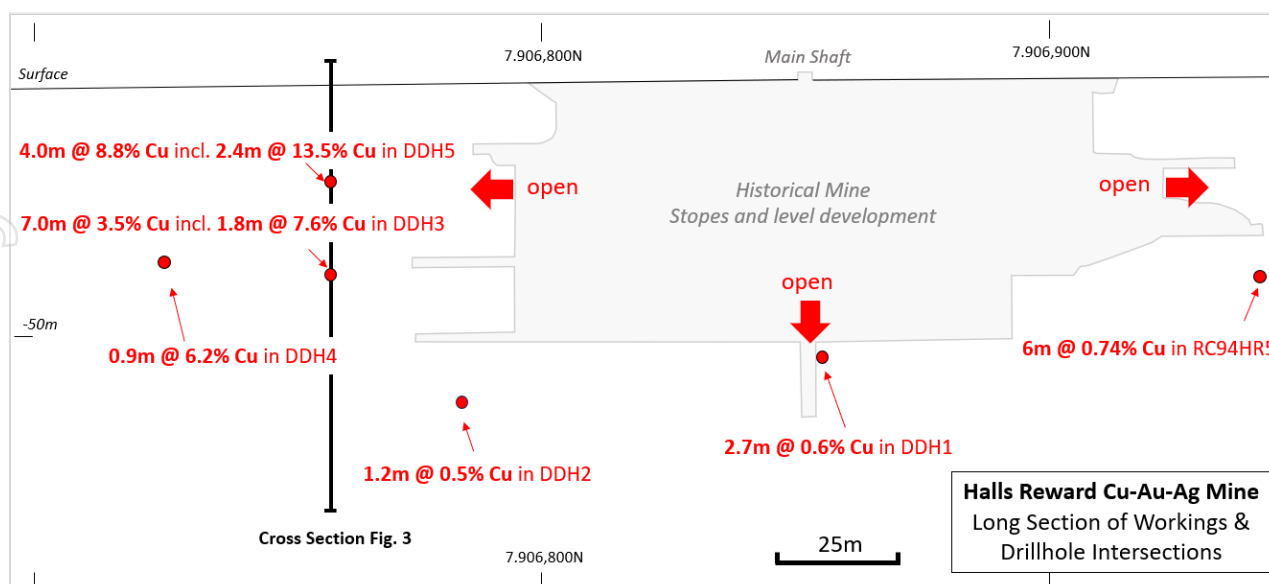 7.906,800N
7.906,900N
Main Shaft
Surface
4.0m @ 8.8% Cu incl. 2.4m @ 13.5% Cu in DDH5
open
open
Historical Mine
Stopes and level development
7.0m @ 3.5% Cu incl. 1.8m @ 7.6% Cu in DDH3
open
-50m
0.9m @ 6.2% Cu in DDH4
6m @ 0.74% Cu in RC94HR5
2.7m @ 0.6% Cu in DDH1
1.2m @ 0.5% Cu in DDH2
Halls Reward Cu-Au-Ag Mine
Long Section of Workings &
Drillhole Intersections
Cross Section Fig. 3
25m
7.906,800N